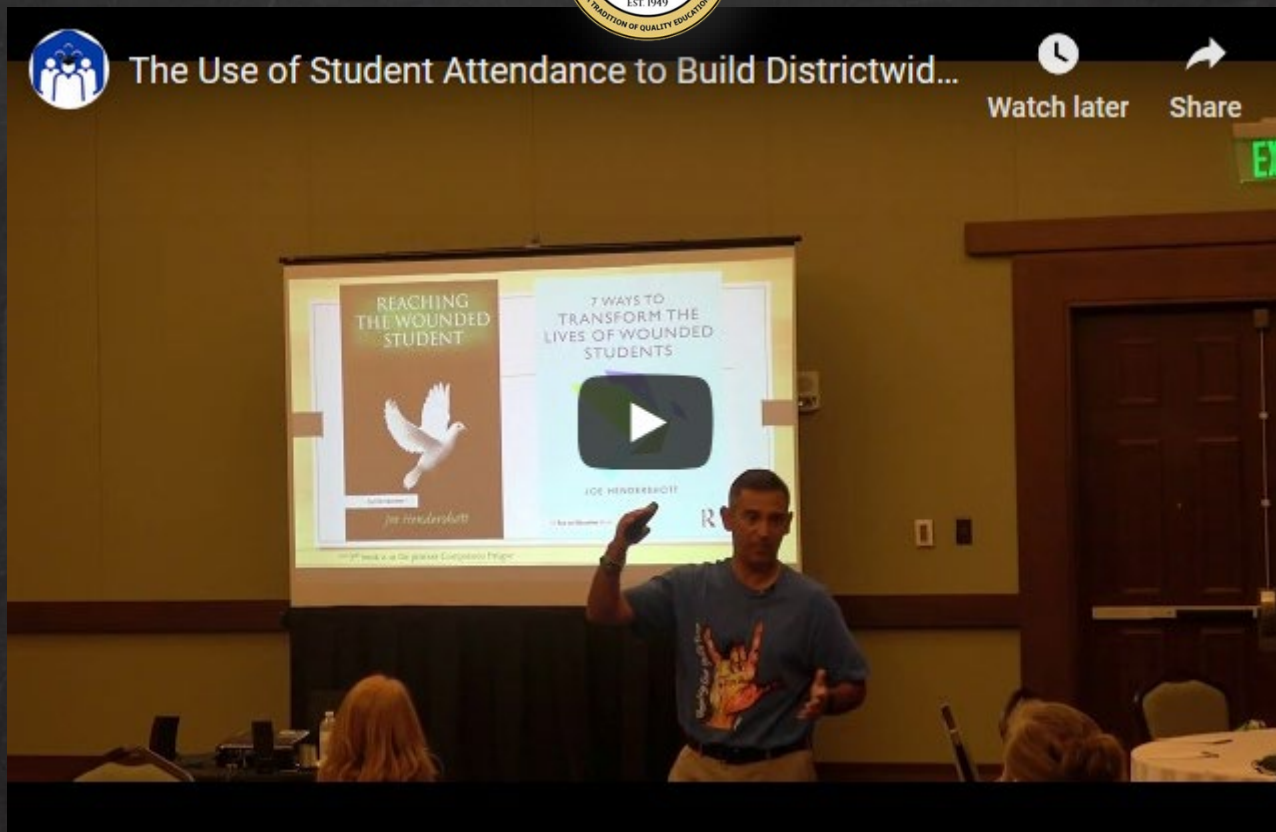 EST. 1949
TRADITION OF QUALITY EDUCATION
The Use of Student Attendance to Build Districtwid...
Watch later
Share
EX
REACHING
THE WOUNDED
STUDENT
Joe Hendershott
7 WAYS TO
TRANSFORM THE
LIVES OF WOUNDED
STUDENTS
JOE HENDERSHOTT
R